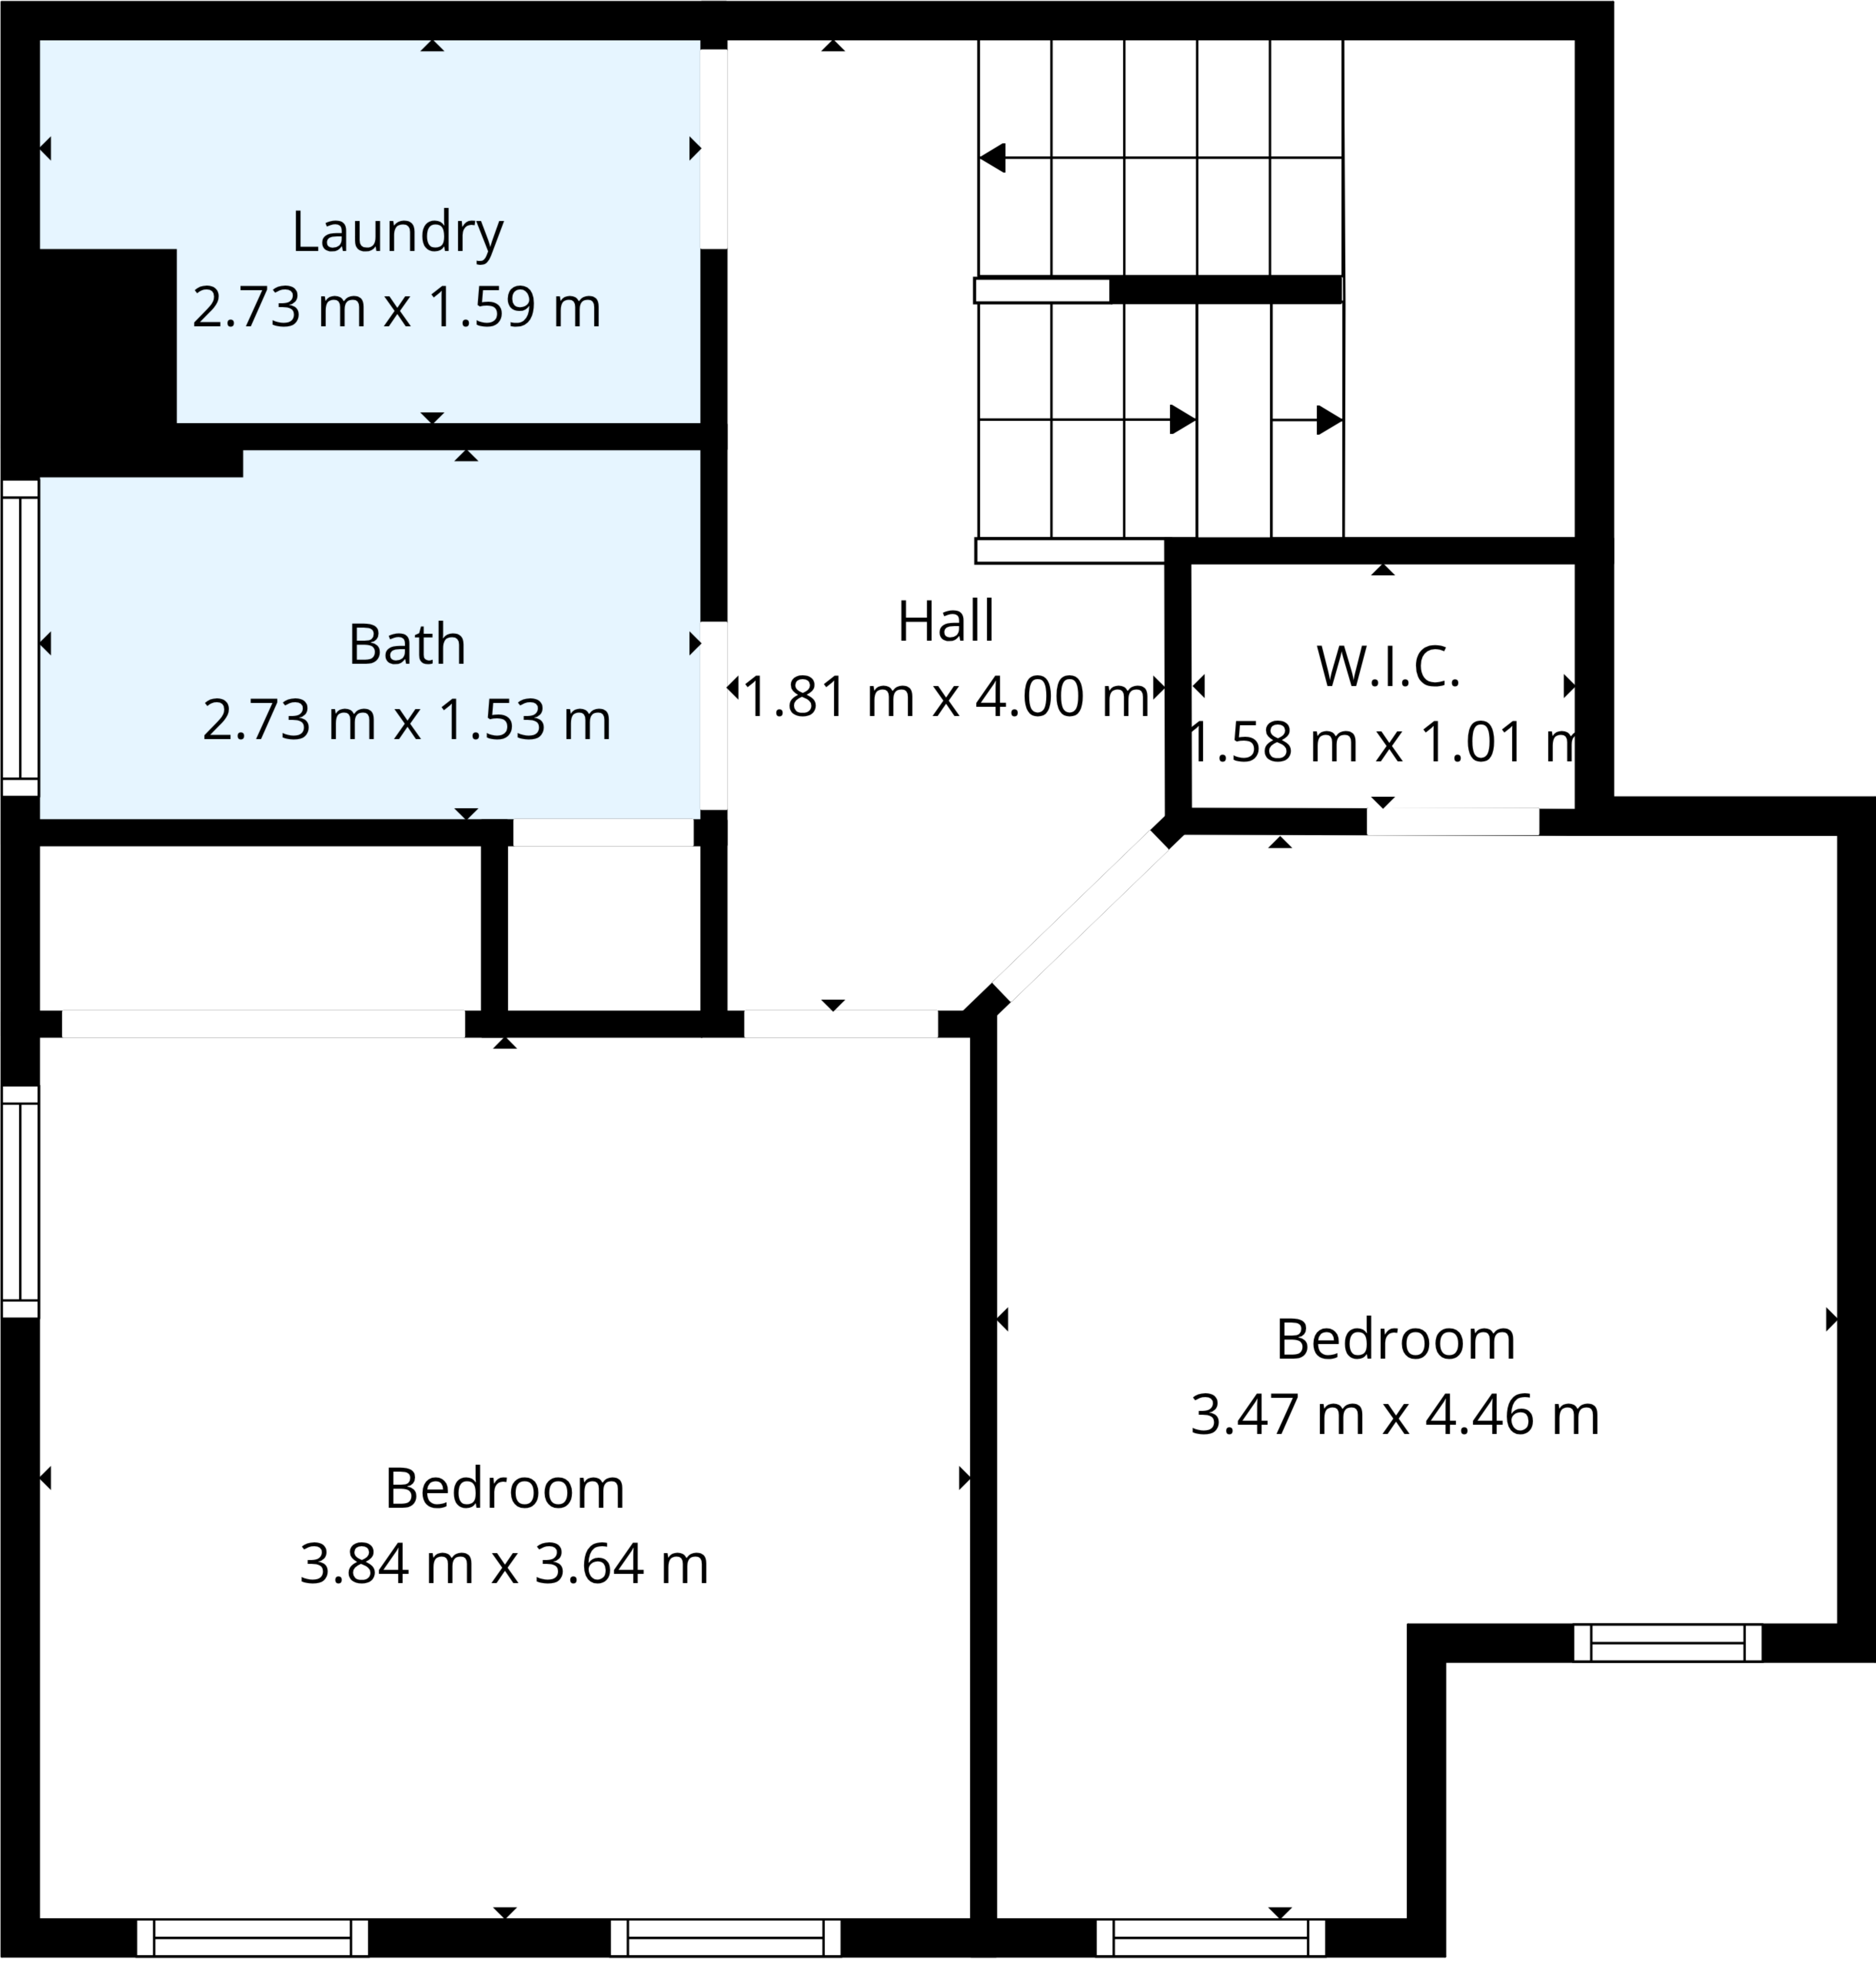 Laundry
2.73 m x 1.59 m
Bath
2.73 m x 1.53 m
Hall
1.81 m x 4.00 m
W.I.C.
1.58 m x 1.01 m
Bedroom
3.47 m x 4.46 m
Bedroom
3.84 m x 3.64 m